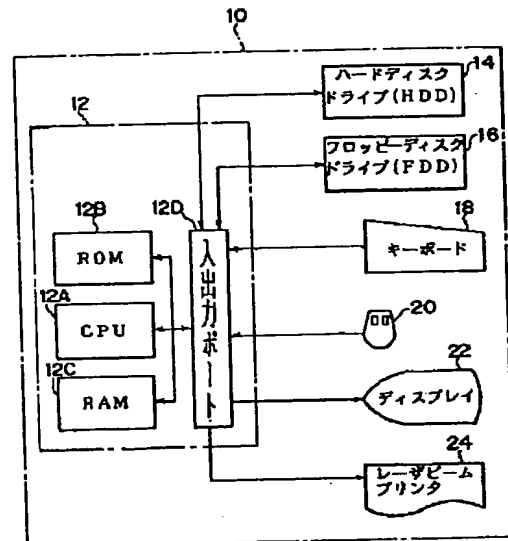 10
ハードディスク
ドライブ(HDD)
14
12
フロッピーディスク
ドライブ(FDD)
16
12B
12D
ROM
キーボード
18
12A
CPU
入出力ポート
20
12C
RAM
ディスプレイ
22
レーザビーム
プリンタ
24